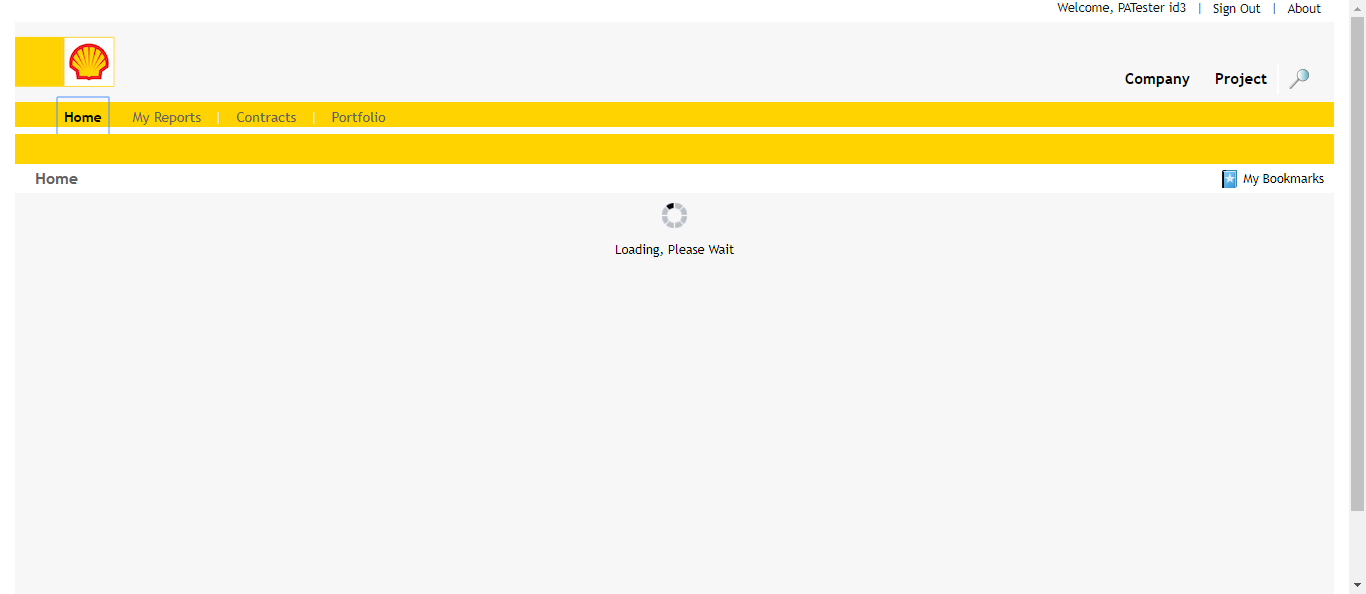 Welcome, PATester id3 | Sign Out | About
Company Project
Home My Reports | Contracts | Portfolio
Home My Bookmarks
Loading, Please Wait